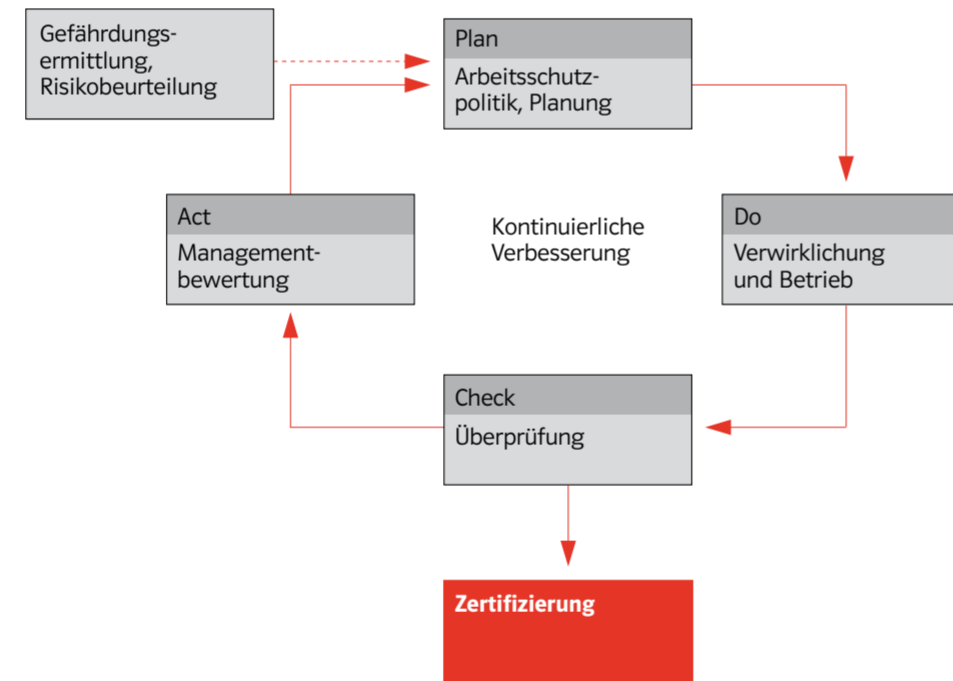 Gefährdungs-
ermittlung,
Risikobeurteilung
Plan
Arbeitsschutz-
politik, Planung
Act
Management-
bewertung
Kontinuierliche
Verbesserung
Do
Verwirklichung
und Betrieb
Check
Überprüfung
Zertifizierung